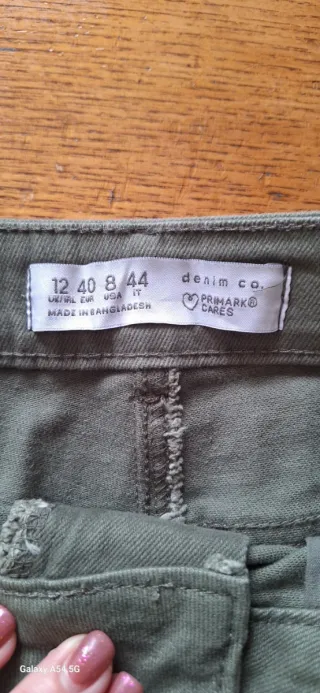 12 40 8 44
UK/IRL EUR USA IT
MADE IN BANGLADESH
denim co.
PRIMARK®
CARES
Galaxy A54 5G